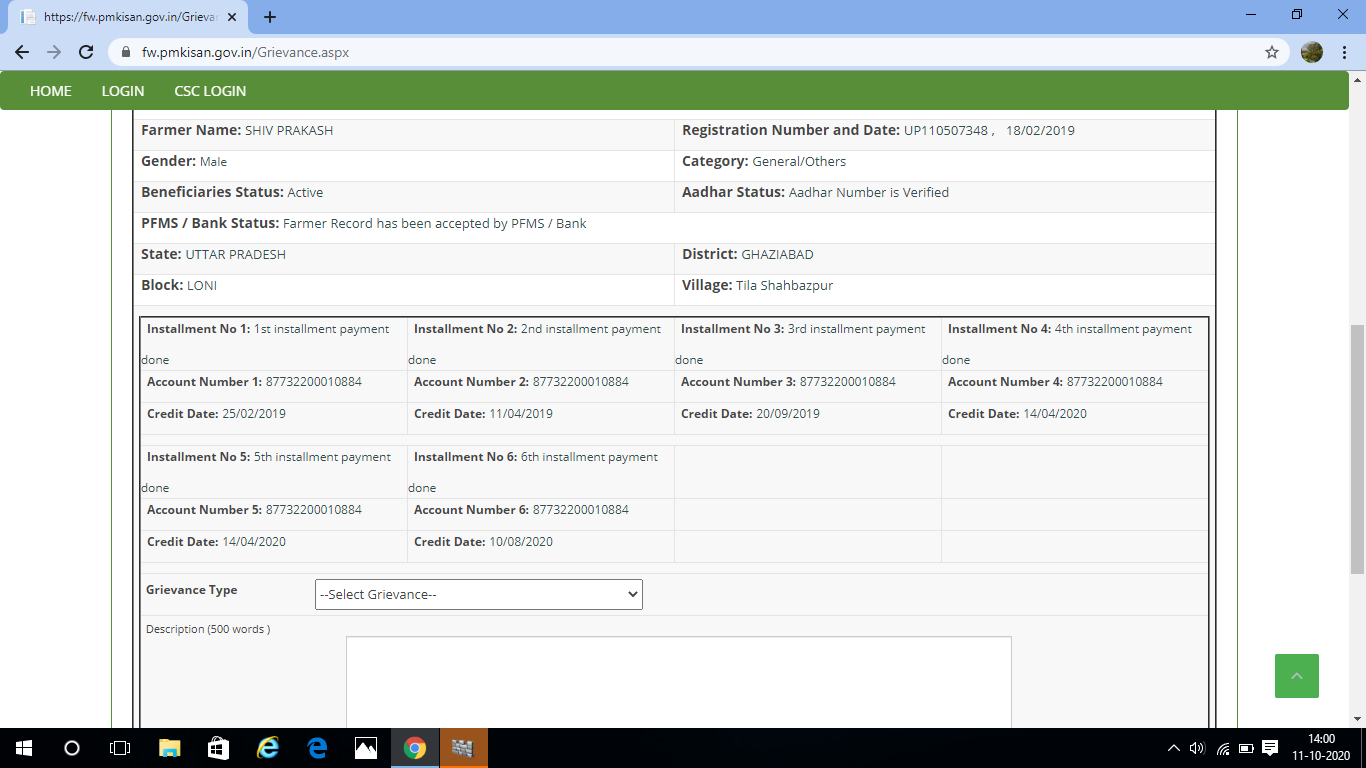 https://fw.pmkisan.gov.in/Grievar
fw.pmkisan.gov.in/Grievance.aspx
HOME LOGIN CSC LOGIN
Farmer Name: SHIV PRAKASH Registration Number and Date: UP110507348 , 18/02/2019
Gender: Male Category: General/Others
Beneficiaries Status: Active Aadhar Status: Aadhar Number is Verified
PFMS / Bank Status: Farmer Record has been accepted by PFMS / Bank
State: UTTAR PRADESH District: GHAZIABAD
Block: LONI Village: Tila Shahbazpur
Installment No 1: 1st installment payment Installment No 2: 2nd installment payment Installment No 3: 3rd installment payment Installment No 4: 4th installment payment
done done done done
Account Number 1: 87732200010884 Account Number 2: 87732200010884 Account Number 3: 87732200010884 Account Number 4: 87732200010884
Credit Date: 25/02/2019 Credit Date: 11/04/2019 Credit Date: 20/09/2019 Credit Date: 14/04/2020
Installment No 5: 5th installment payment Installment No 6: 6th installment payment
done done
Account Number 5: 87732200010884 Account Number 6: 87732200010884
Credit Date: 14/04/2020 Credit Date: 10/08/2020
Grievance Type --Select Grievance--
Description (500 words )
14:00
11-10-2020